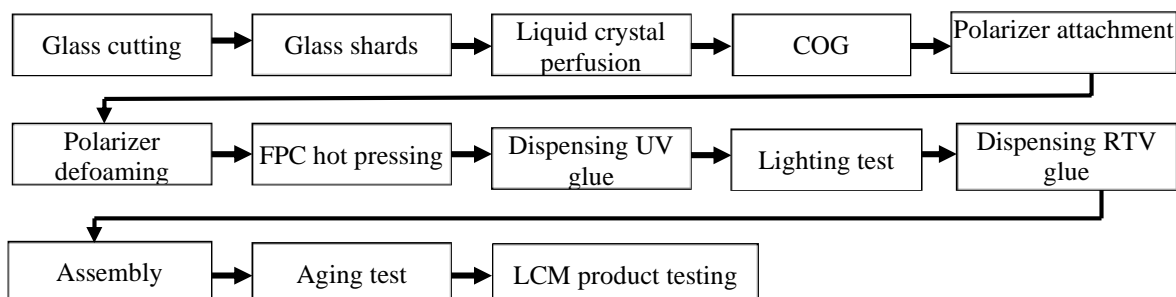 Glass cutting
Glass shards
Liquid crystal
perfusion
COG
Polarizer attachment
Polarizer
defoaming
FPC hot pressing
Dispensing UV
glue
Lighting test
Dispensing RTV
glue
Assembly
Aging test
LCM product testing